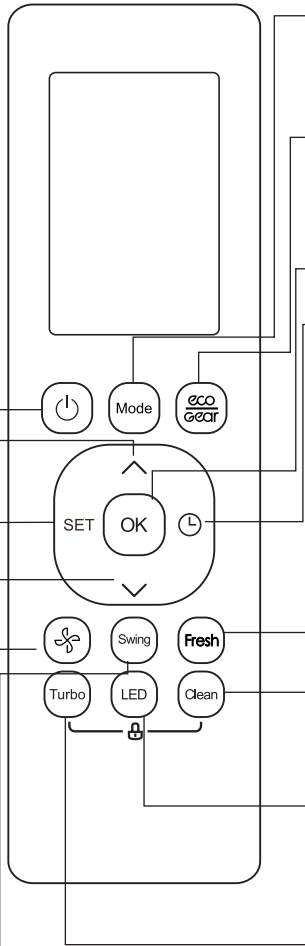 Mode
eco
Gear
SET
OK
Swing
Fresh
Turbo
LED
Clean